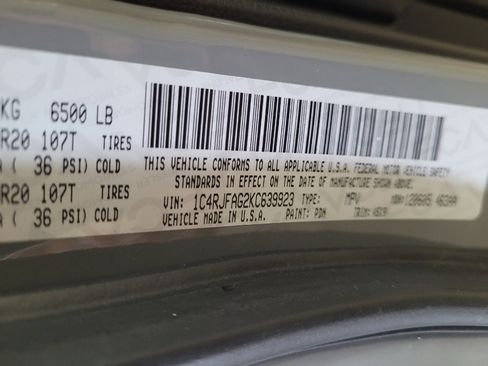 KG 6500 LB
R20 107T TIRES
( 36 PSI) COLD
R20 107T TIRES
( 36 PSI) COLD
THIS VEHICLE CONFORMS TO ALL APPLICABLE U.S.A. FEDERAL MOTOR VEHICLE SAFETY
STANDARDS IN EFFECT ON THE DATE OF MANUFACTURE SHOWN ABOVE.
VIN: 1C4RJFAG2KC639923 TYPE: MPV
MADE IN U.S.A. PAINT: PDN TRIM: